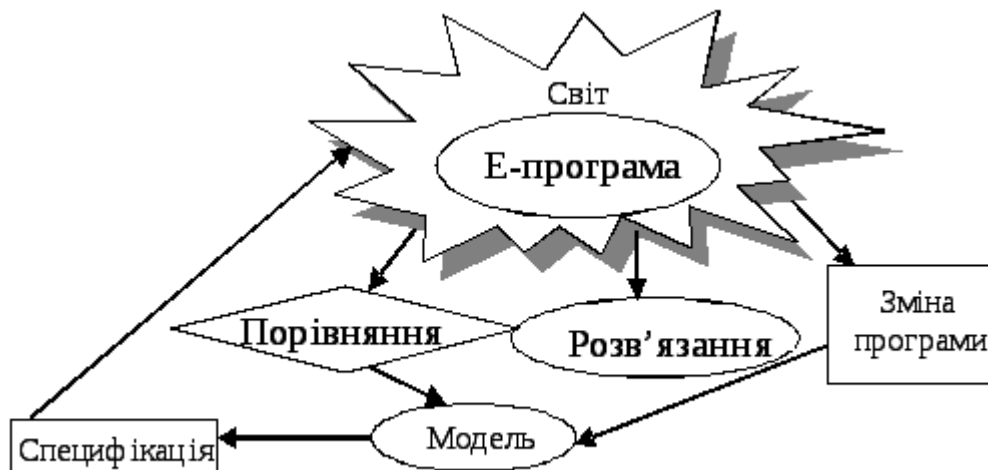 Світ
Е-програма
Порівняння
Розв’язання
Зміна
програми
Модель
Специфікація